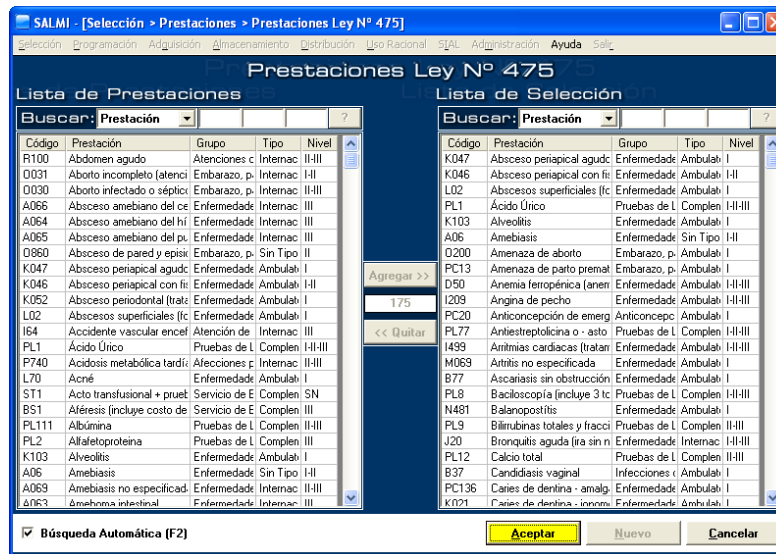 SALMI - [Selección > Prestaciones > Prestaciones Ley Nº 475]
Selección Programación Adquisición Almacenamiento Distribución Uso Racional SIAL Administración Ayuda Salir
Prestaciones Ley Nº 475
Lista de Prestaciones
Buscar: Prestación ?
Código Prestación Grupo Tipo Nivel
R100 Abdomen agudo Atenciones c Internac II-III
O031 Aborto incompleto (atenci Embarazo, p Internac I-II
O030 Aborto infectado o séptico Embarazo, p Internac II-III
A066 Absceso amebiano del ce Enfermedade Internac III
A064 Absceso amebiano del hí Enfermedade Internac III
A065 Absceso amebiano del pu Enfermedade Internac III
O860 Absceso de pared y episio Embarazo, p Sin Tipo II
K047 Absceso periapical agudo Enfermedade Ambulat I
K046 Absceso periapical con fis Enfermedade Ambulat I-II
K052 Absceso periodontal (trata Enfermedade Ambulat I
L02 Abscesos superficiales (fo Enfermedade Ambulat I
I64 Accidente vascular encef Atención de Internac III
PL1 Ácido Úrico Pruebas de L Complen I-II-III
P740 Acidosis metabólica tardía Afecciones p Internac II-III
L70 Acné Enfermedade Ambulat I
ST1 Acto transfusional + prueb Servicio de E Complen SN
BS1 Aféresis (incluye costo de Servicio de E Complen III
PL111 Albúmina Pruebas de L Complen II-III
PL2 Alfafetoproteina Pruebas de L Complen III
K103 Alveolitis Enfermedade Ambulat I
A06 Amebiasis Enfermedade Sin Tipo I-II
A069 Amebiasis no especificad Enfermedade Internac II-III
A063 Ameboma intestinal Enfermedade Internac III
Agregar >>
175
<< Quitar
Lista de Selección
Buscar: Prestación ?
Código Prestación Grupo Tipo Nivel
K047 Absceso periapical agudo Enfermedade Ambulat I
K046 Absceso periapical con fis Enfermedade Ambulat I-II
L02 Abscesos superficiales (fo Enfermedade Ambulat I
PL1 Ácido Úrico Pruebas de L Complen I-II-III
K103 Alveolitis Enfermedade Ambulat I
A06 Amebiasis Enfermedade Sin Tipo I-II
O200 Amenaza de aborto Embarazo, p Ambulat I
PC13 Amenaza de parto premat Embarazo, p Ambulat I
D50 Anemia ferropénica (anem Enfermedade Ambulat I-II-III
I209 Angina de pecho Enfermedade Ambulat I-II-III
PC20 Anticoncepción de emerg Anticoncepc Ambulat I
PL77 Antiestreptolicina o - asto Pruebas de L Complen I-II-III
I499 Arritmias cardiacas (tratam Enfermedade Ambulat I-II-III
M069 Artritis no especificada Enfermedade Ambulat I
B77 Ascariasis sin obstrucción Enfermedade Ambulat I
PL8 Baciloscopía (incluye 3 to Pruebas de L Complen I-II-III
N481 Balanopostitis Enfermedade Ambulat I
PL9 Bilirrubinas totales y fracci Pruebas de L Complen II-III
J20 Bronquitis aguda (ira sin n Enfermedade Internac I-II-III
PL12 Calcio total Pruebas de L Complen II-III
B37 Candidiasis vaginal Infecciones ( Ambulat I
PC136 Caries de dentina - amalg Enfermedade Ambulat I
K021 Caries de dentina - ionom Enfermedade Ambulat I
Búsqueda Automática (F2)
Aceptar Nuevo Cancelar